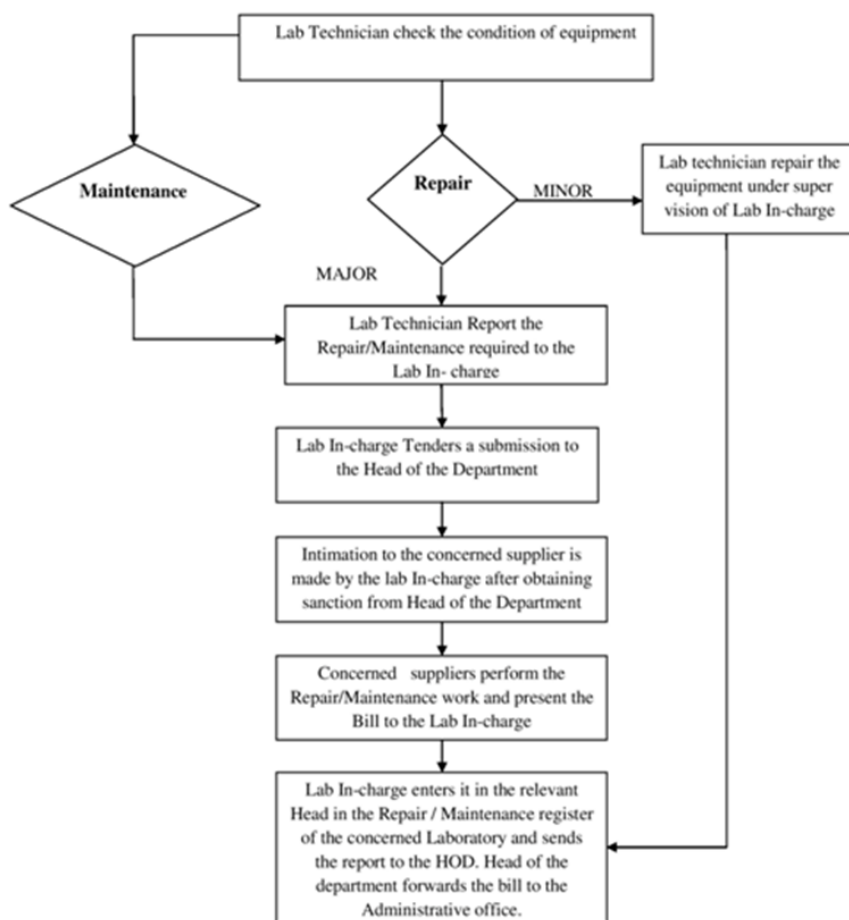 Lab Technician check the condition of equipment
Maintenance
Repair
MINOR
Lab technician repair the
equipment under super
vision of Lab In-charge
MAJOR
Lab Technician Report the
Repair/Maintenance required to the
Lab In- charge
Lab In-charge Tenders a submission to
the Head of the Department
Intimation to the concerned supplier is
made by the lab In-charge after obtaining
sanction from Head of the Department
Concerned suppliers perform the
Repair/Maintenance work and present the
Bill to the Lab In-charge
Lab In-charge enters it in the relevant
Head in the Repair / Maintenance register
of the concerned Laboratory and sends
the report to the HOD. Head of the
department forwards the bill to the
Administrative office.